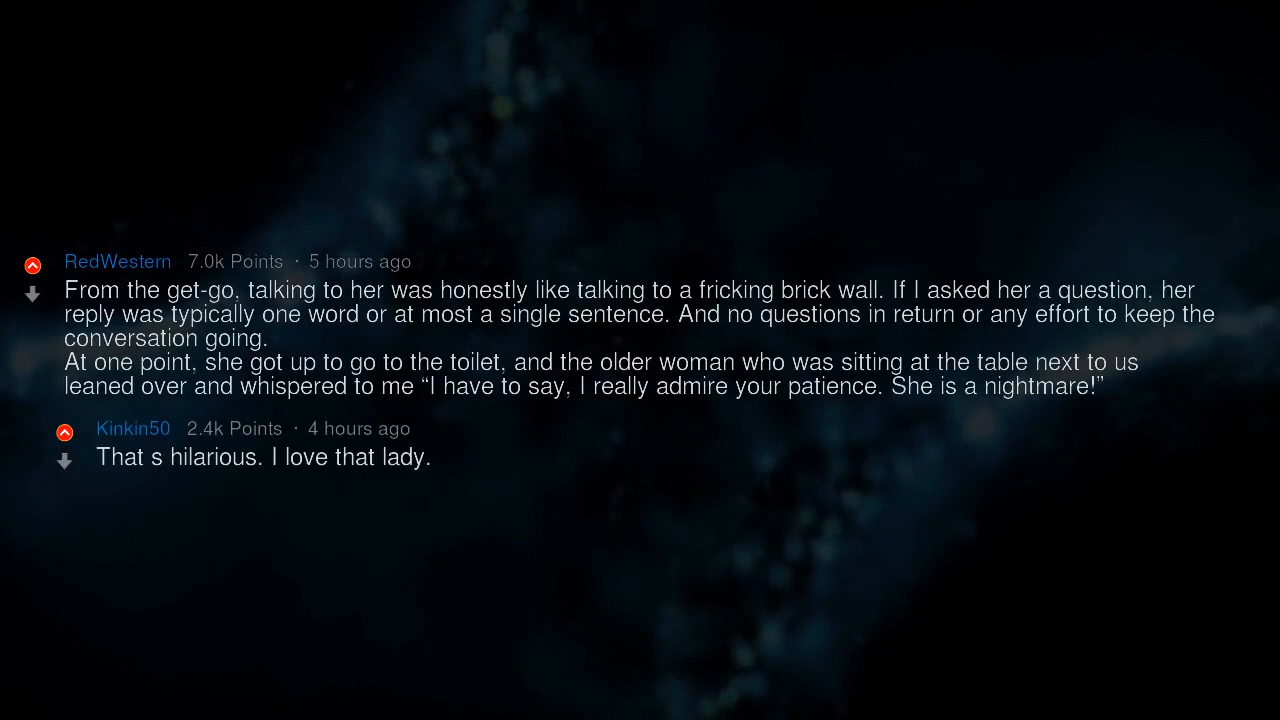 RedWestern 7.0k Points · 5 hours ago
From the get-go, talking to her was honestly like talking to a fricking brick wall. If I asked her a question, her
reply was typically one word or at most a single sentence. And no questions in return or any effort to keep the
conversation going.
At one point, she got up to go to the toilet, and the older woman who was sitting at the table next to us
leaned over and whispered to me “I have to say, I really admire your patience. She is a nightmare!”
Kinkin50 2.4k Points · 4 hours ago
That s hilarious. I love that lady.